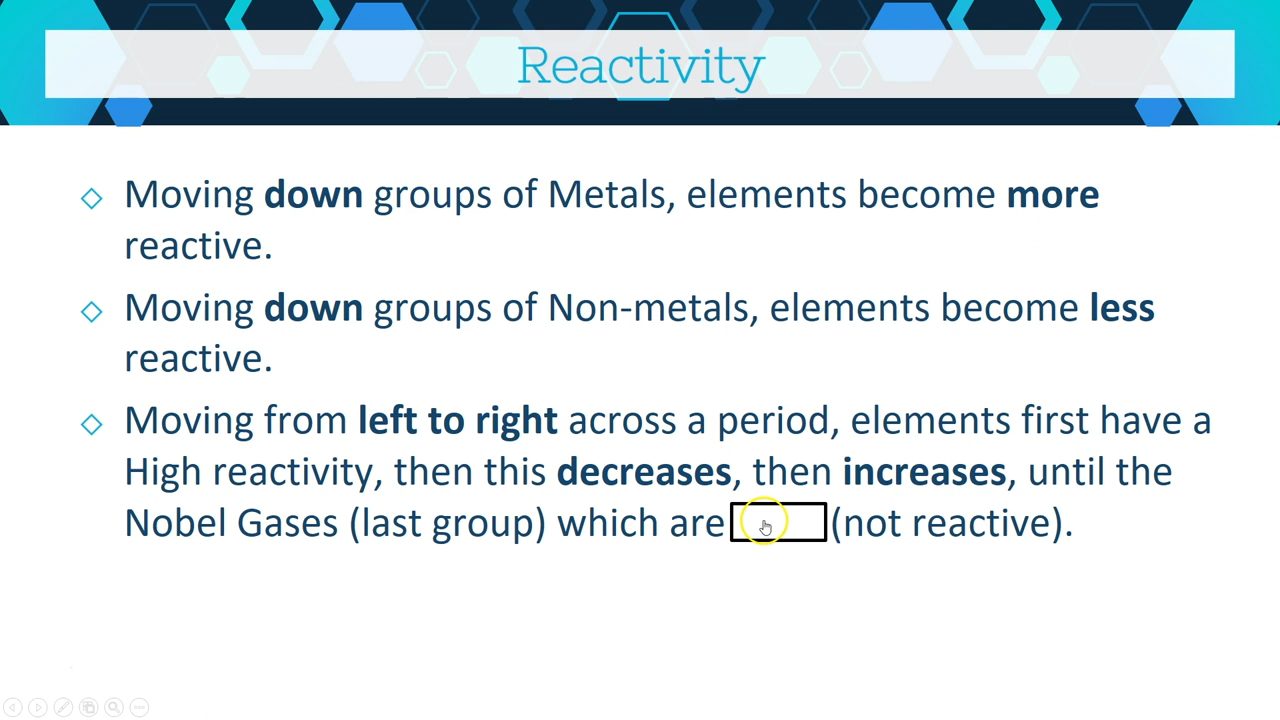 Reactivity
Moving down groups of Metals, elements become more
reactive.
Moving down groups of Non-metals, elements become less
reactive.
Moving from left to right across a period, elements first have a
High reactivity, then this decreases, then increases, until the
Nobel Gases (last group) which are (not reactive).